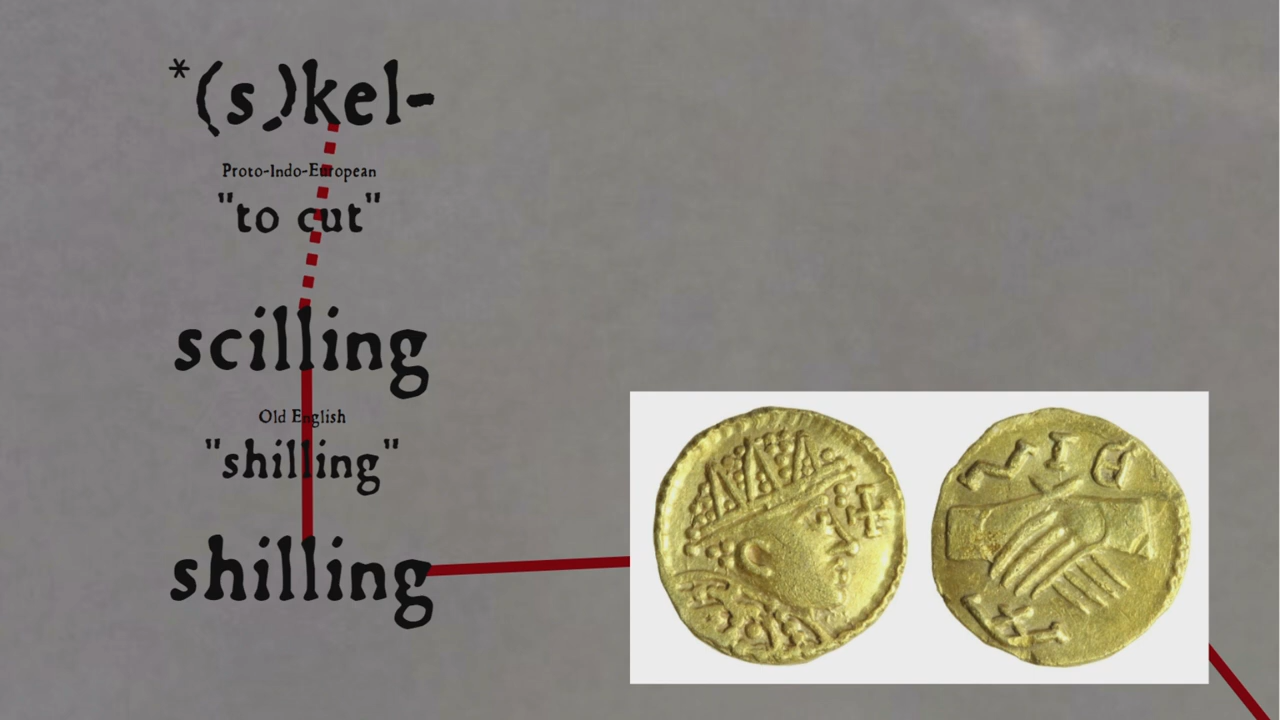 *(s)kel-
Proto-Indo-European
"to cut"
scilling
Old English
"shilling"
shilling